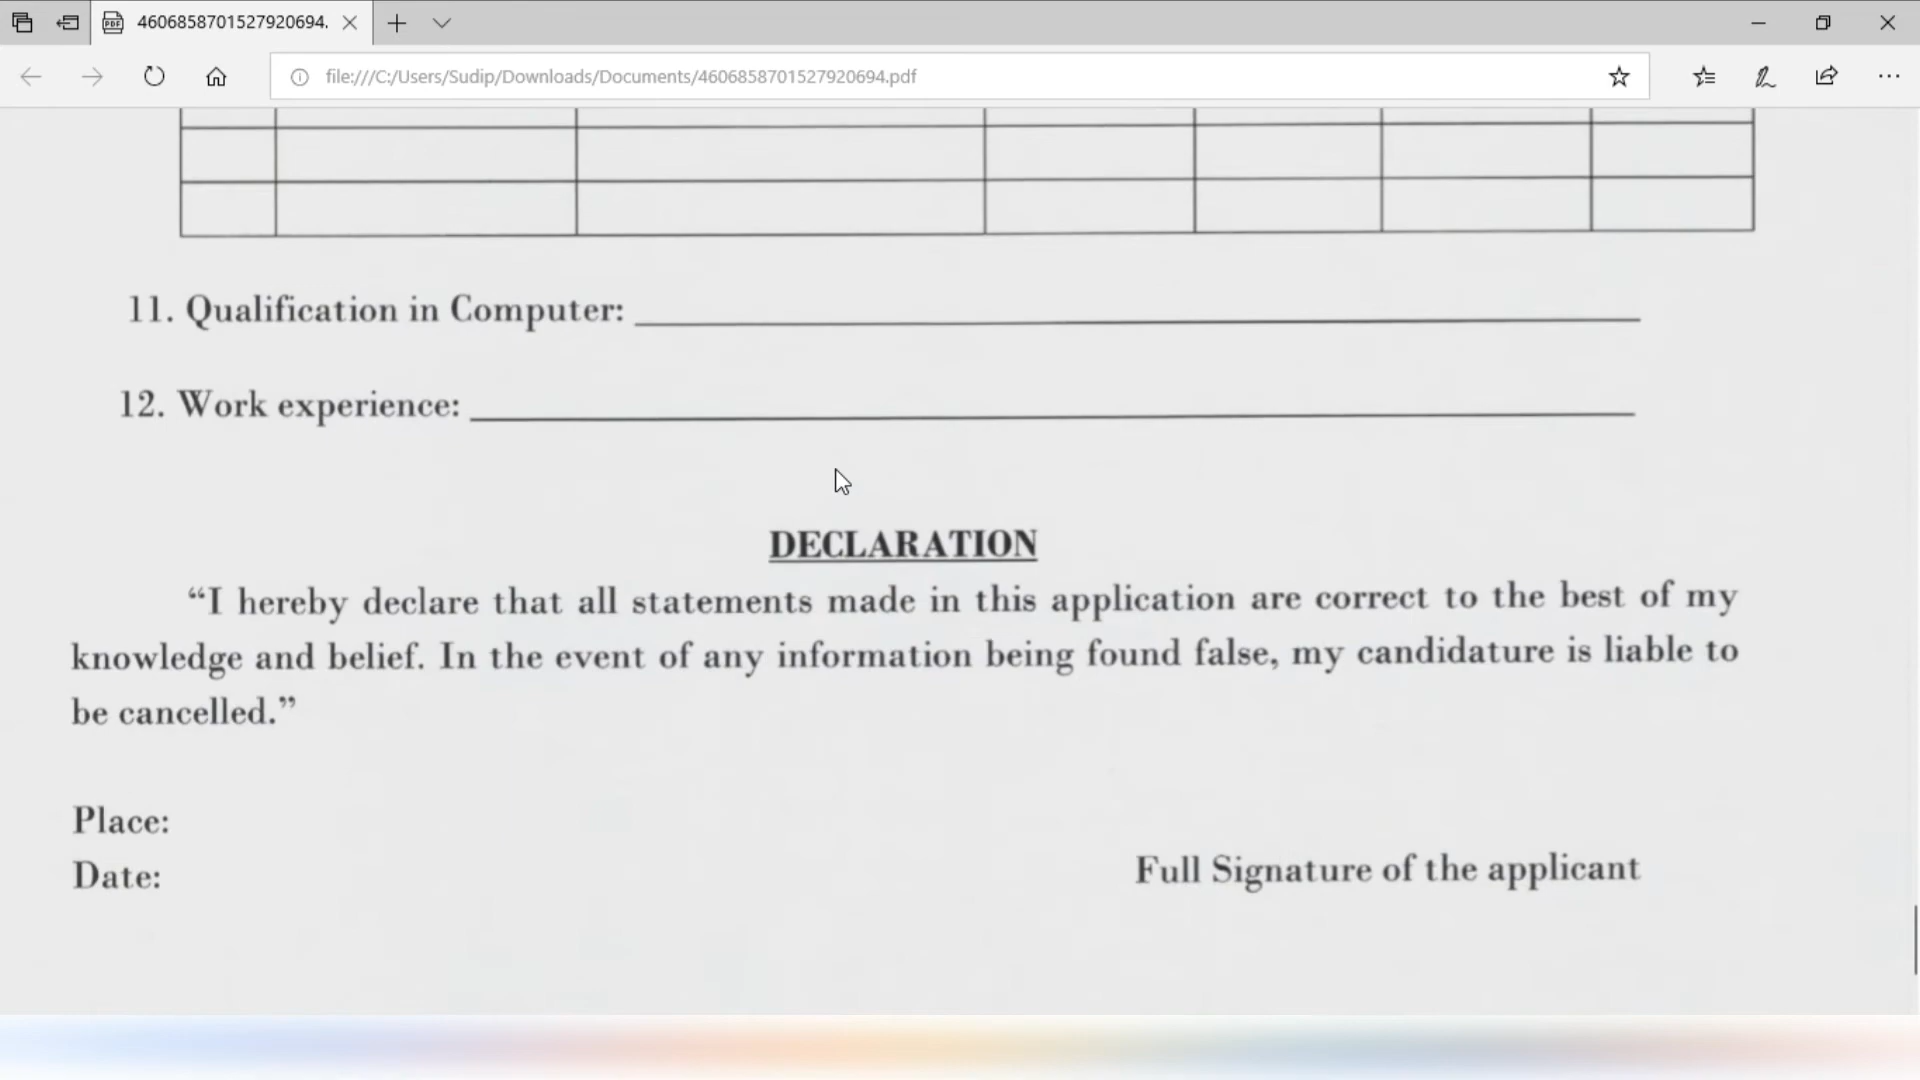 4606858701527920694.
file:///C:/Users/Sudip/Downloads/Documents/4606858701527920694.pdf
11. Qualification in Computer:
12. Work experience:
DECLARATION
“I hereby declare that all statements made in this application are correct to the best of my
knowledge and belief. In the event of any information being found false, my candidature is liable to
be cancelled.”
Place:
Date:
Full Signature of the applicant